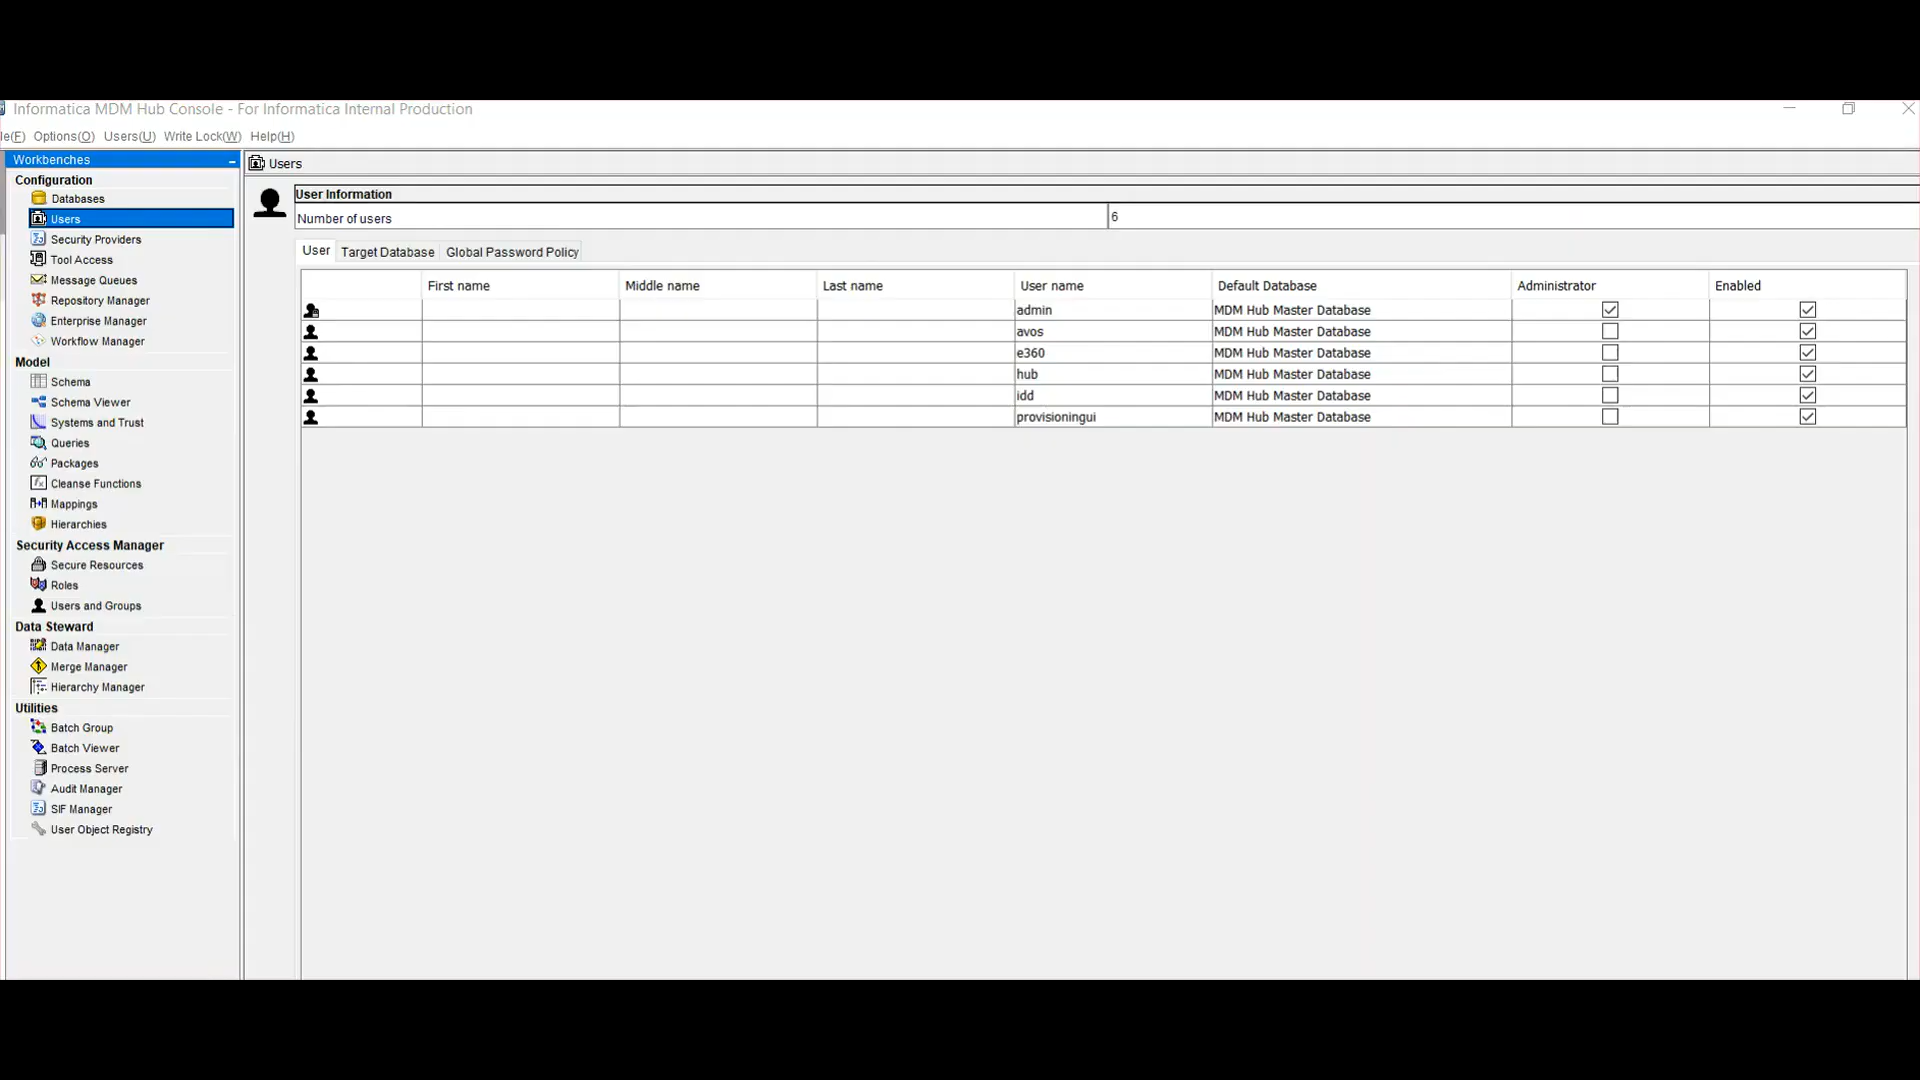 Informatica MDM Hub Console - For Informatica Internal Production
le(F) Options(O) Users(U) Write Lock(W) Help(H)
Workbenches
Configuration
Databases
Users
Security Providers
Tool Access
Message Queues
Repository Manager
Enterprise Manager
Workflow Manager
Model
Schema
Schema Viewer
Systems and Trust
Queries
Packages
Cleanse Functions
Mappings
Hierarchies
Security Access Manager
Secure Resources
Roles
Users and Groups
Data Steward
Data Manager
Merge Manager
Hierarchy Manager
Utilities
Batch Group
Batch Viewer
Process Server
Audit Manager
SIF Manager
User Object Registry
Users
User Information
Number of users 6
User Target Database Global Password Policy
First name Middle name Last name User name Default Database Administrator Enabled
admin MDM Hub Master Database
avos MDM Hub Master Database
e360 MDM Hub Master Database
hub MDM Hub Master Database
idd MDM Hub Master Database
provisioningui MDM Hub Master Database